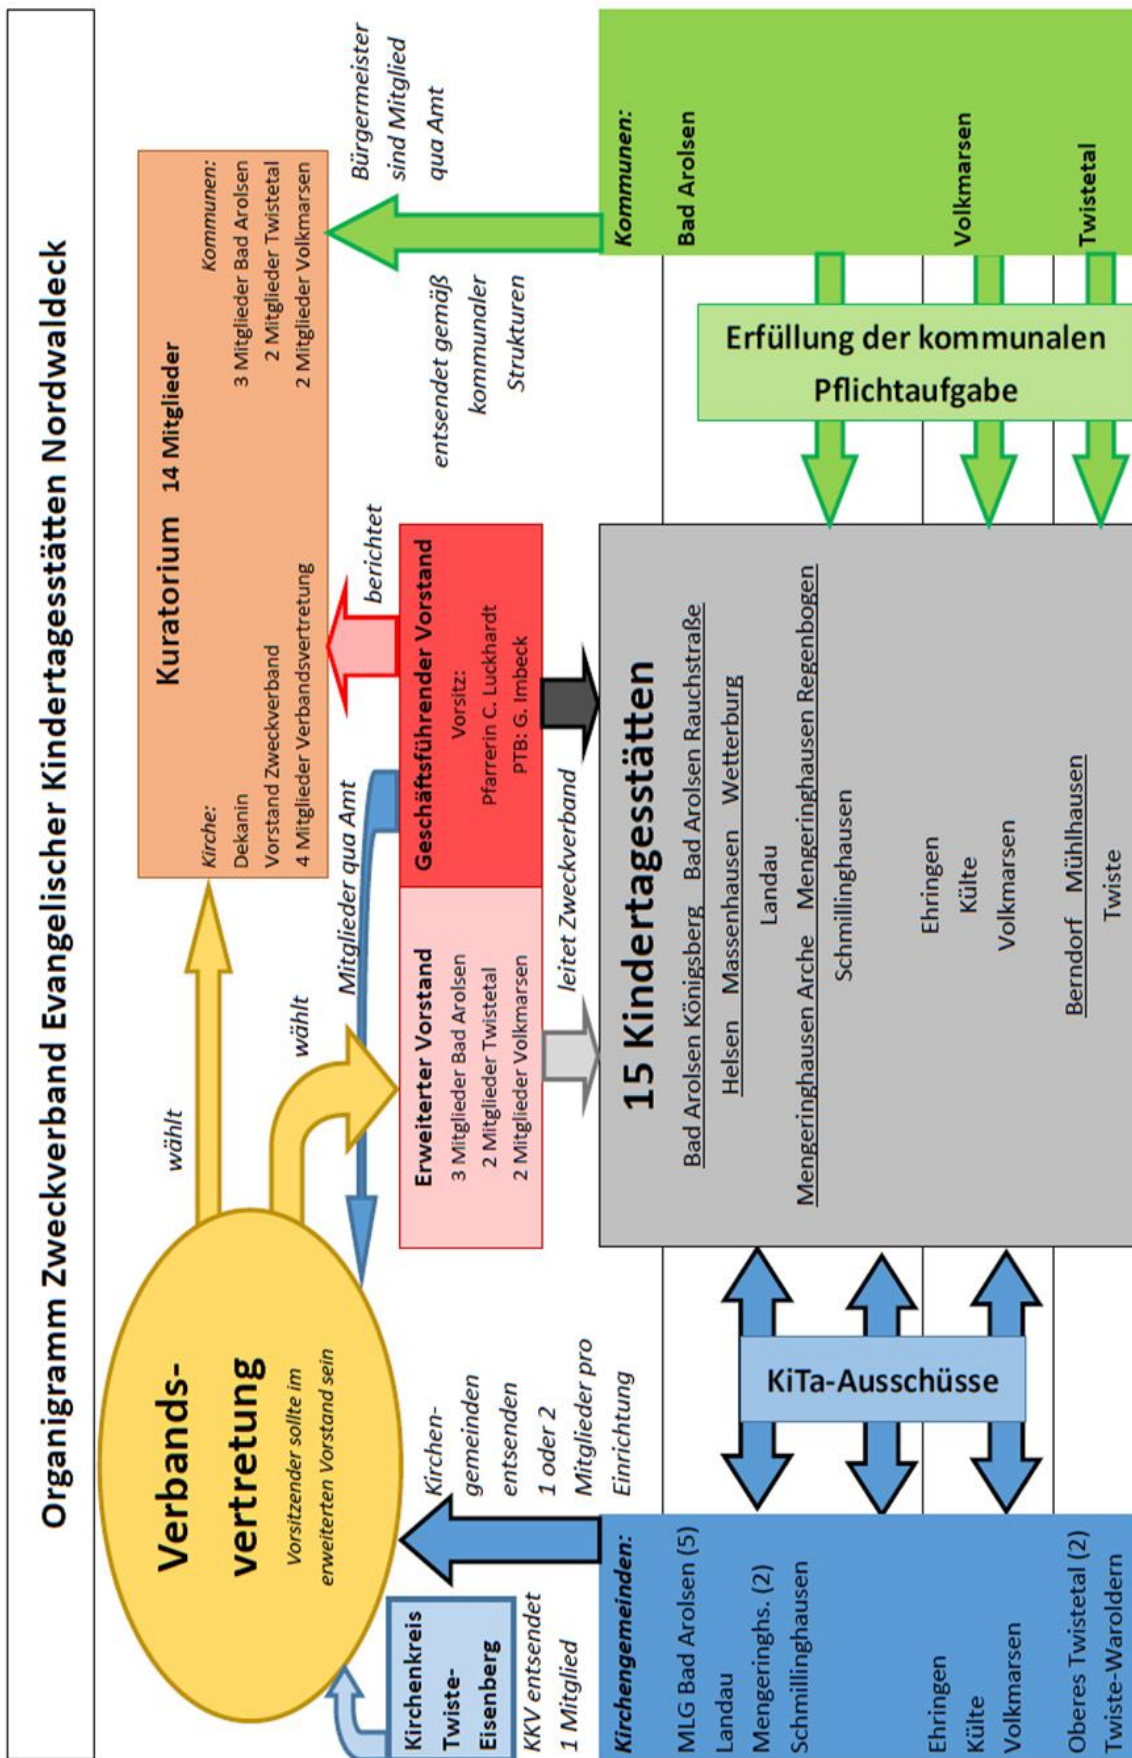 Organigramm Zweckverband Evangelischer Kindertagesstätten Nordwaldeck
Verbands-
vertretung
Vorsitzender sollte im
erweiterten Vorstand sein
wählt
wählt
Kuratorium 14 Mitglieder
Kirche:
Dekanin
Vorstand Zweckverband
4 Mitglieder Verbandsvertretung
Kommunen:
3 Mitglieder Bad Arolsen
2 Mitglieder Twistetal
2 Mitglieder Volkmarsen
Mitglieder qua Amt
berichtet
entsendet gemäß
kommunaler
Strukturen
Bürgermeister
sind Mitglied
qua Amt
Kirchenkreis
Twiste-
Eisenberg
KKV entsendet
1 Mitglied
Kirchen-
gemeinden
entsenden
1 oder 2
Mitglieder pro
Einrichtung
Erweiterter Vorstand
3 Mitglieder Bad Arolsen
2 Mitglieder Twistetal
2 Mitglieder Volkmarsen
Geschäftsführender Vorstand
Vorsitz:
Pfarrerin C. Luckhardt
PTB: G. Imbeck
leitet Zweckverband
Kirchengemeinden:
MLG Bad Arolsen (5)
Landau
Mengeringhs. (2)
Schmillinghausen
Ehringen
Külte
Volkmarsen
Oberes Twistetal (2)
Twiste-Waroldern
KiTa-Ausschüsse
15 Kindertagesstätten
Bad Arolsen Königsberg Bad Arolsen Rauchstraße
Helsen Massenhausen Wetterburg
Landau
Mengeringhausen Arche Mengeringhausen Regenbogen
Schmillinghausen
Ehringen
Külte
Volkmarsen
Berndorf Mühlhausen
Twiste
Erfüllung der kommunalen
Pflichtaufgabe
Kommunen:
Bad Arolsen
Volkmarsen
Twistetal